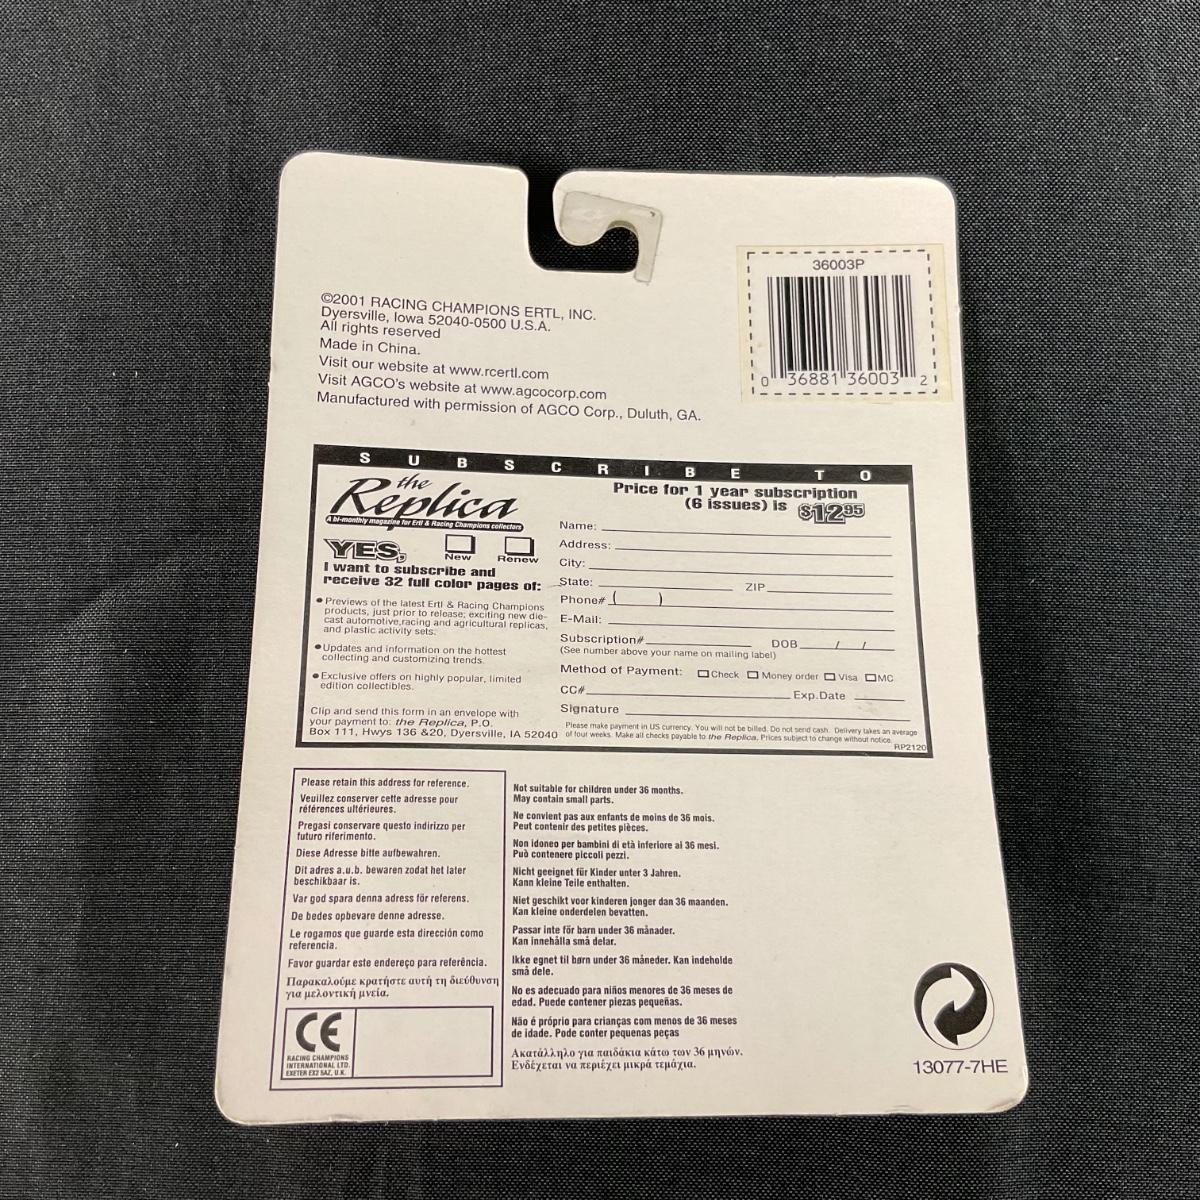 36003P
0 36881 36003 2
©2001 RACING CHAMPIONS ERTL, INC.
Dyersville, Iowa 52040-0500 U.S.A.
All rights reserved
Made in China.
Visit our website at www.rcertl.com
Visit AGCO's website at www.agcocorp.com
Manufactured with permission of AGCO Corp., Duluth, GA.
SUBSCRIBE TO
the
Replica
A bi-monthly magazine for Ertl & Racing Champions collectors
YES,
New
Renew
I want to subscribe and
receive 32 full color pages of:
• Previews of the latest Ertl & Racing Champions
products, just prior to release; exciting new die-
cast automotive,racing and agricultural replicas,
and plastic activity sets.
• Updates and information on the hottest
collecting and customizing trends.
• Exclusive offers on highly popular, limited
edition collectibles.
Clip and send this form in an envelope with
your payment to: the Replica, P.O.
Box 111, Hwys 136 &20, Dyersville, IA 52040
Price for 1 year subscription
(6 issues) is $12.95
Name:
Address:
City:
State: ZIP
Phone# ( )
E-Mail:
Subscription# DOB / /
(See number above your name on mailing label)
Method of Payment: Check Money order Visa MC
CC# Exp.Date
Signature
Please make payment in US currency. You will not be billed. Do not send cash. Delivery takes an average
of four weeks. Make all checks payable to the Replica. Prices subject to change without notice.
RP2120
Please retain this address for reference.
Veuillez conserver cette adresse pour
références ultérieures.
Pregasi conservare questo indirizzo per
futuro riferimento.
Diese Adresse bitte aufbewahren.
Dit adres a.u.b. bewaren zodat het later
beschikbaar is.
Var god spara denna adress för referens.
De bedes opbevare denne adresse.
Le rogamos que guarde esta dirección como
referencia.
Favor guardar este endereço para referência.
Παρακαλούμε κρατήστε αυτή τη διεύθυνση
για μελοντική μνεία.
CE
RACING CHAMPIONS
INTERNATIONAL LTD.
EXETER EX2 8AZ, U.K.
Not suitable for children under 36 months.
May contain small parts.
Ne convient pas aux enfants de moins de 36 mois.
Peut contenir des petites pièces.
Non idoneo per bambini di età inferiore ai 36 mesi.
Può contenere piccoli pezzi.
Nicht geeignet für Kinder unter 3 Jahren.
Kann kleine Teile enthalten.
Niet geschikt voor kinderen jonger dan 36 maanden.
Kan kleine onderdelen bevatten.
Passar inte för barn under 36 månader.
Kan innehålla små delar.
Ikke egnet til børn under 36 måneder. Kan indeholde
små dele.
No es adecuado para niños menores de 36 meses de
edad. Puede contener piezas pequeñas.
Não é próprio para crianças com menos de 36 meses
de idade. Pode conter pequenas peças
Ακατάλληλο για παιδάκια κάτω των 36 μηνών.
Ενδέχεται να περιέχει μικρά τεμάχια.
13077-7HE